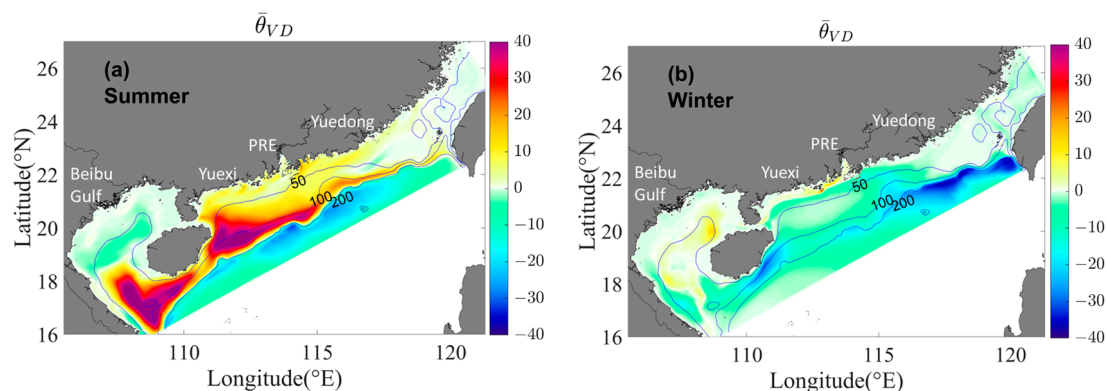 θ̄_VD
(a)
Summer
Yuedong
PRE
Yuexi
Beibu
Gulf
50
100
200
26
24
22
20
18
16
110
115
120
Latitude(°N)
Longitude(°E)
40
30
20
10
0
−10
−20
−30
−40
θ̄_VD
(b)
Winter
Yuedong
PRE
Yuexi
Beibu
Gulf
50
100
200
26
24
22
20
18
16
110
115
120
Latitude(°N)
Longitude(°E)
40
30
20
10
0
−10
−20
−30
−40